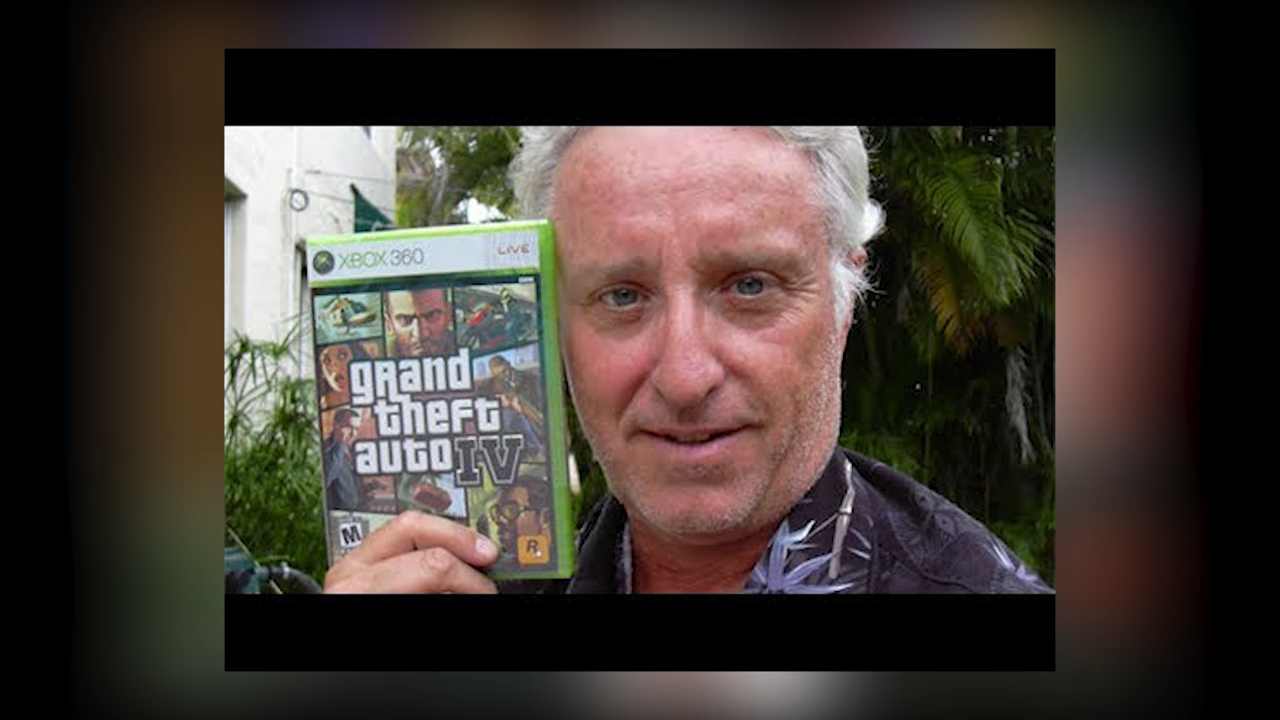 XBOX 360
LIVE
grand
theft
auto IV
M
R